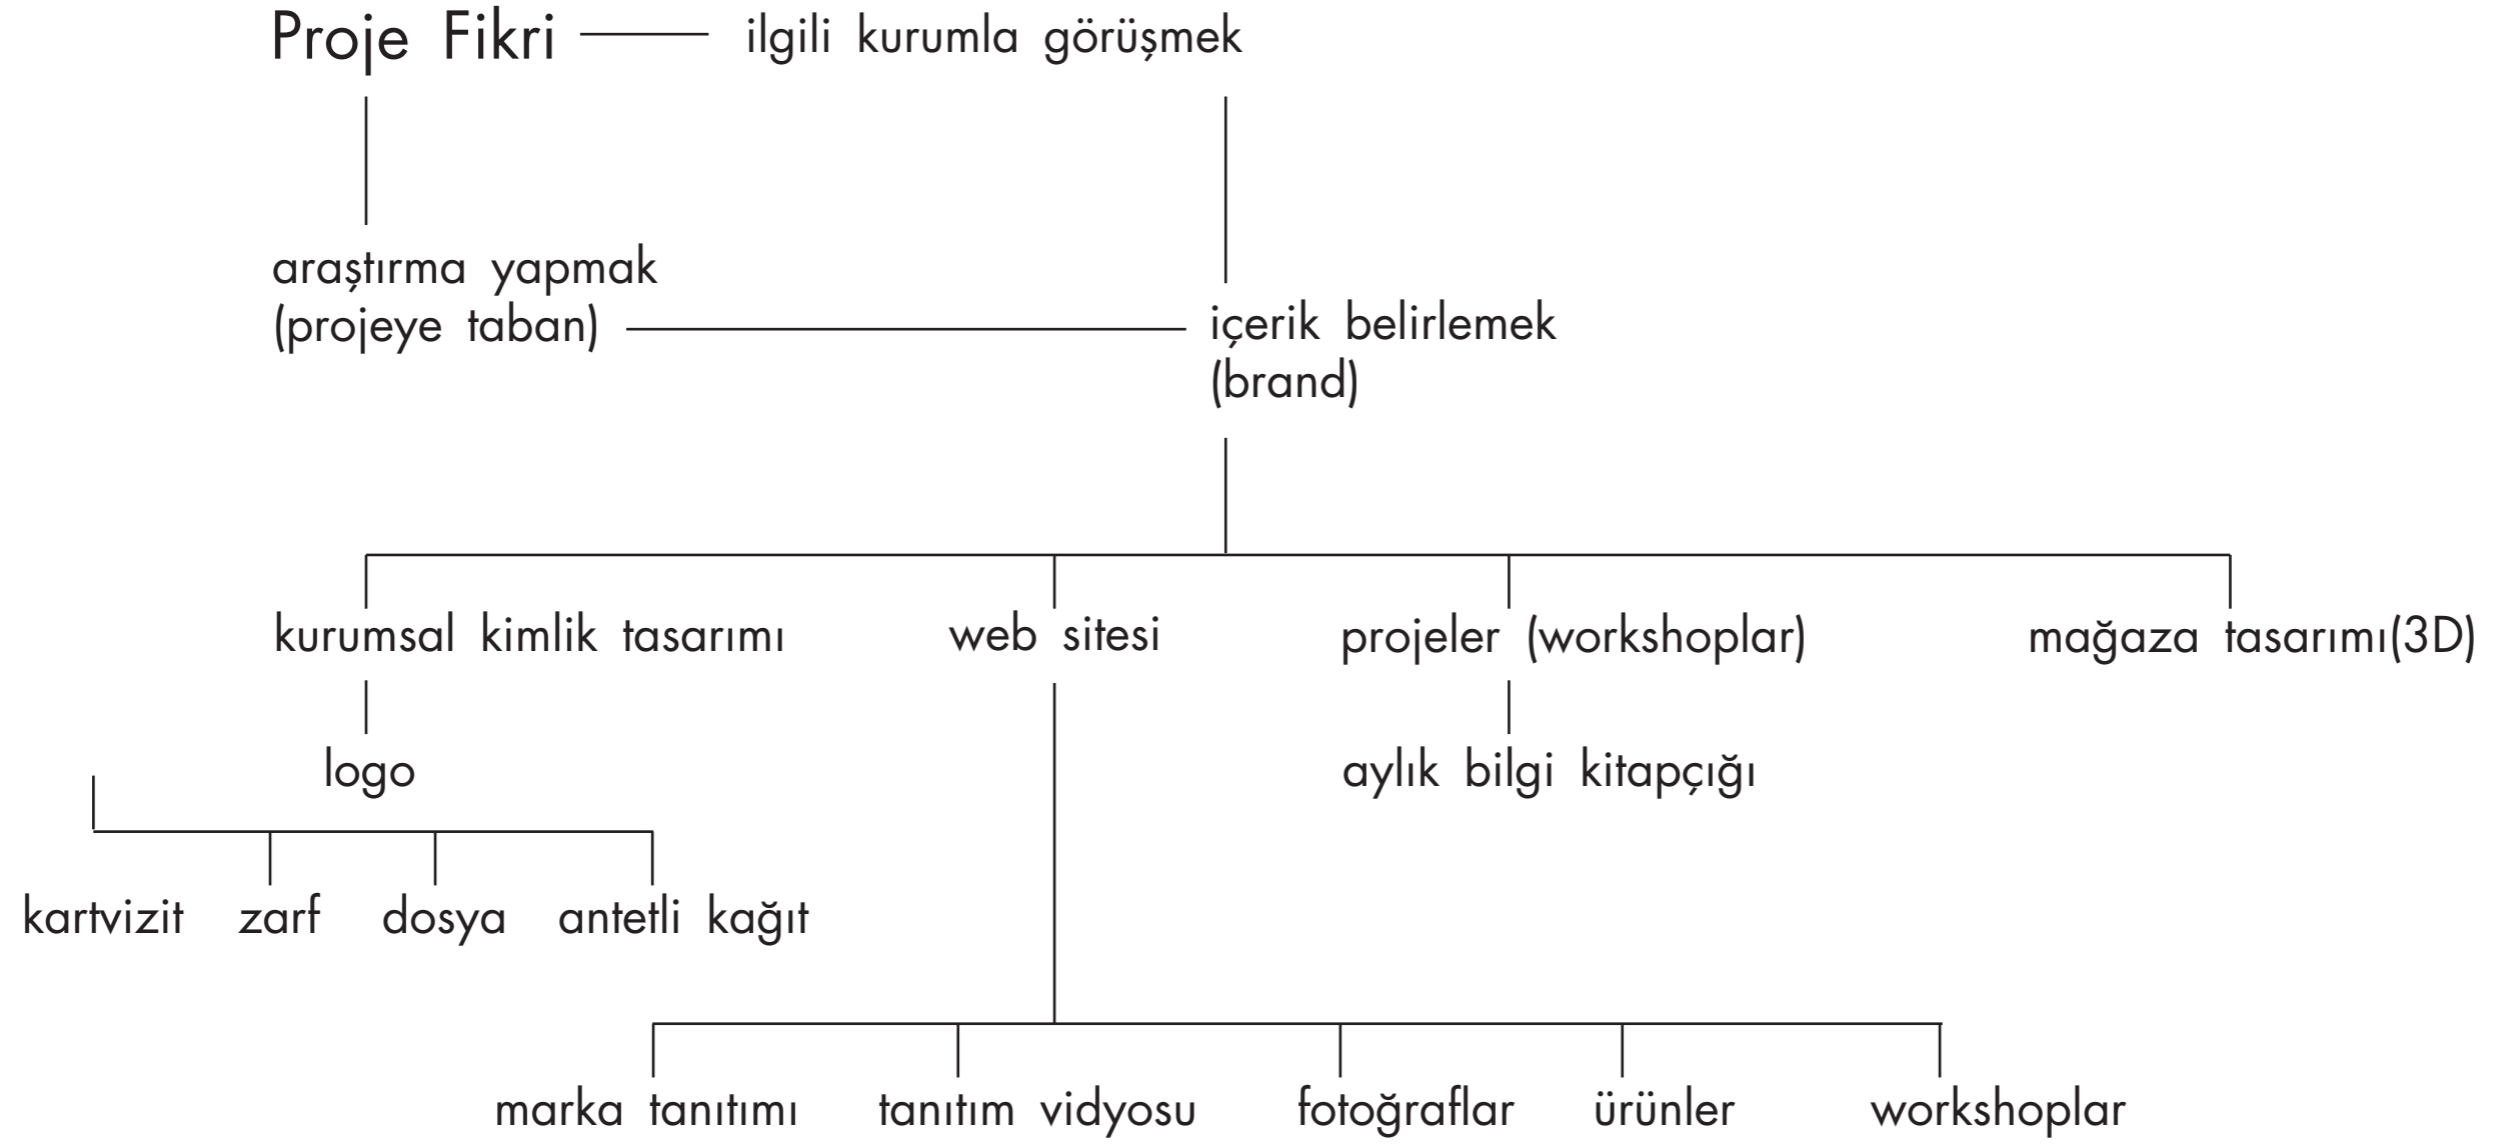 Proje Fikri
ilgili kurumla görüşmek
araştırma yapmak
(projeye taban)
içerik belirlemek
(brand)
kurumsal kimlik tasarımı
web sitesi
projeler (workshoplar)
mağaza tasarımı(3D)
logo
aylık bilgi kitapçığı
kartvizit
zarf
dosya
antetli kağıt
marka tanıtımı
tanıtım vidyosu
fotoğraflar
ürünler
workshoplar